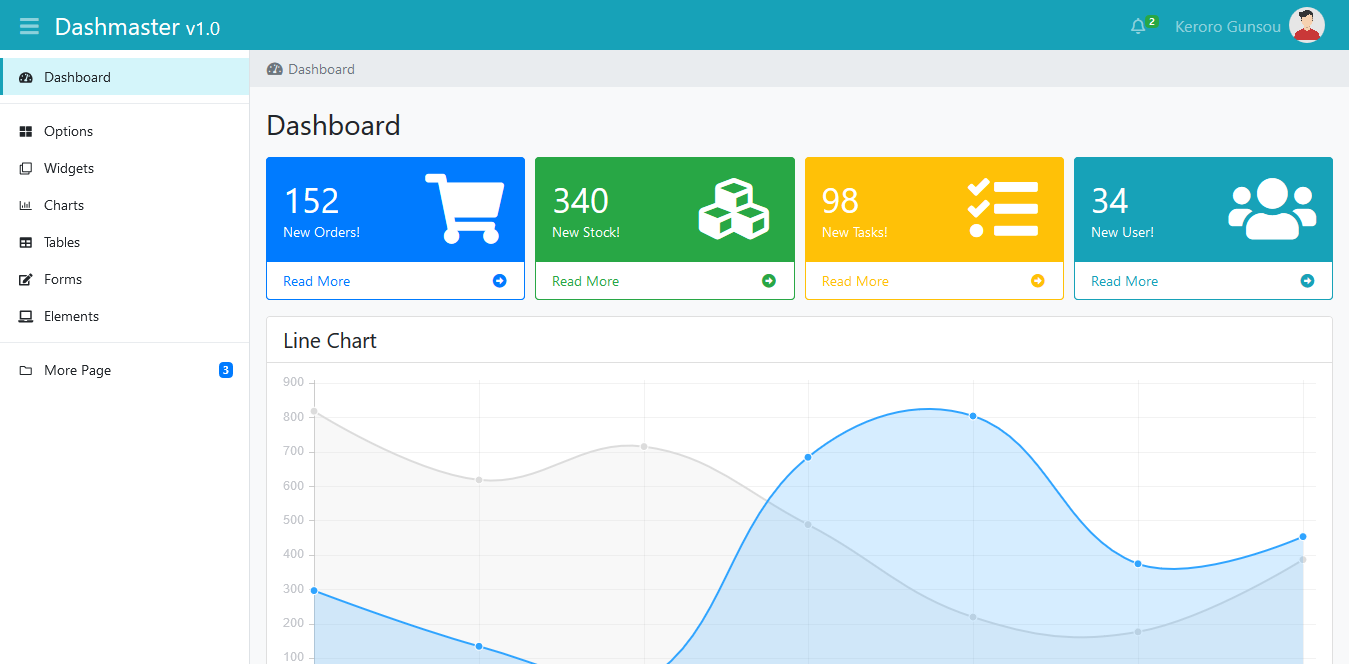 Dashmaster v1.0
2
Keroro Gunsou
Dashboard
Options
Widgets
Charts
Tables
Forms
Elements
More Page 3
Dashboard
Dashboard
152
New Orders!
Read More
340
New Stock!
Read More
98
New Tasks!
Read More
34
New User!
Read More
Line Chart
900
800
700
600
500
400
300
200
100